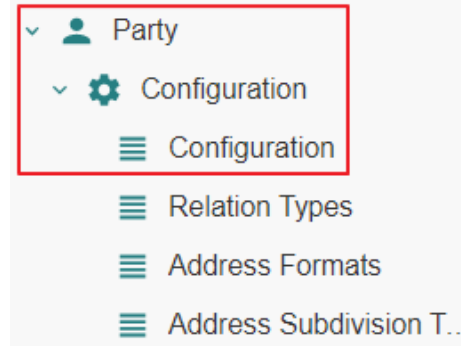 Party
Configuration
Configuration
Relation Types
Address Formats
Address Subdivision T...